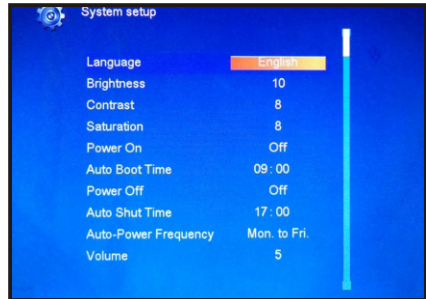 System setup
Language English
Brightness 10
Contrast 8
Saturation 8
Power On Off
Auto Boot Time 09:00
Power Off Off
Auto Shut Time 17:00
Auto-Power Frequency Mon. to Fri.
Volume 5